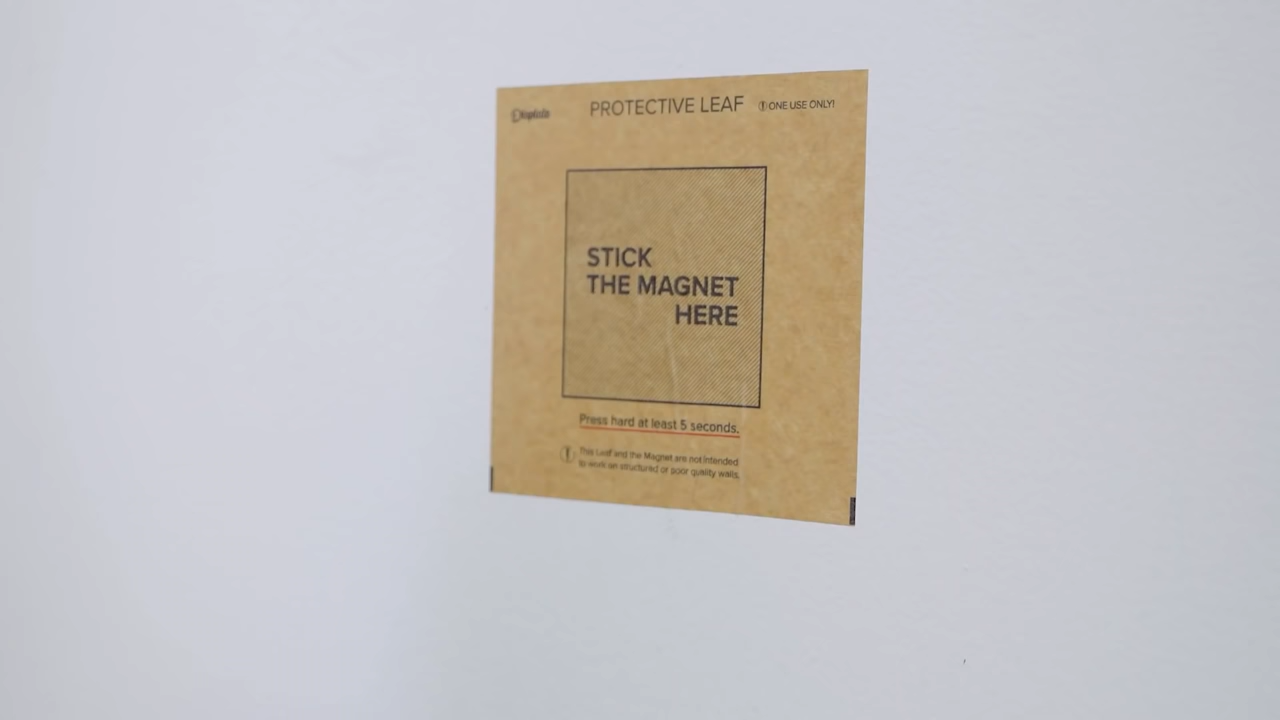 Displate
PROTECTIVE LEAF
ONE USE ONLY!
STICK
THE MAGNET
HERE
Press hard at least 5 seconds.
This Leaf and the Magnet are not intended
to work on structured or poor quality walls.